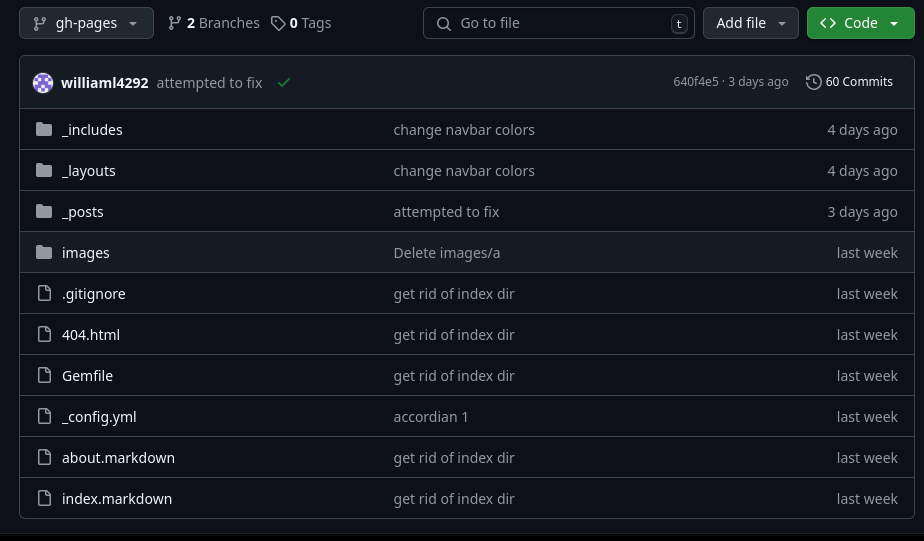 gh-pages 2 Branches 0 Tags Go to file t Add file Code
williaml4292 attempted to fix 640f4e5 · 3 days ago 60 Commits
_includes change navbar colors 4 days ago
_layouts change navbar colors 4 days ago
_posts attempted to fix 3 days ago
images Delete images/a last week
.gitignore get rid of index dir last week
404.html get rid of index dir last week
Gemfile get rid of index dir last week
_config.yml accordian 1 last week
about.markdown get rid of index dir last week
index.markdown get rid of index dir last week